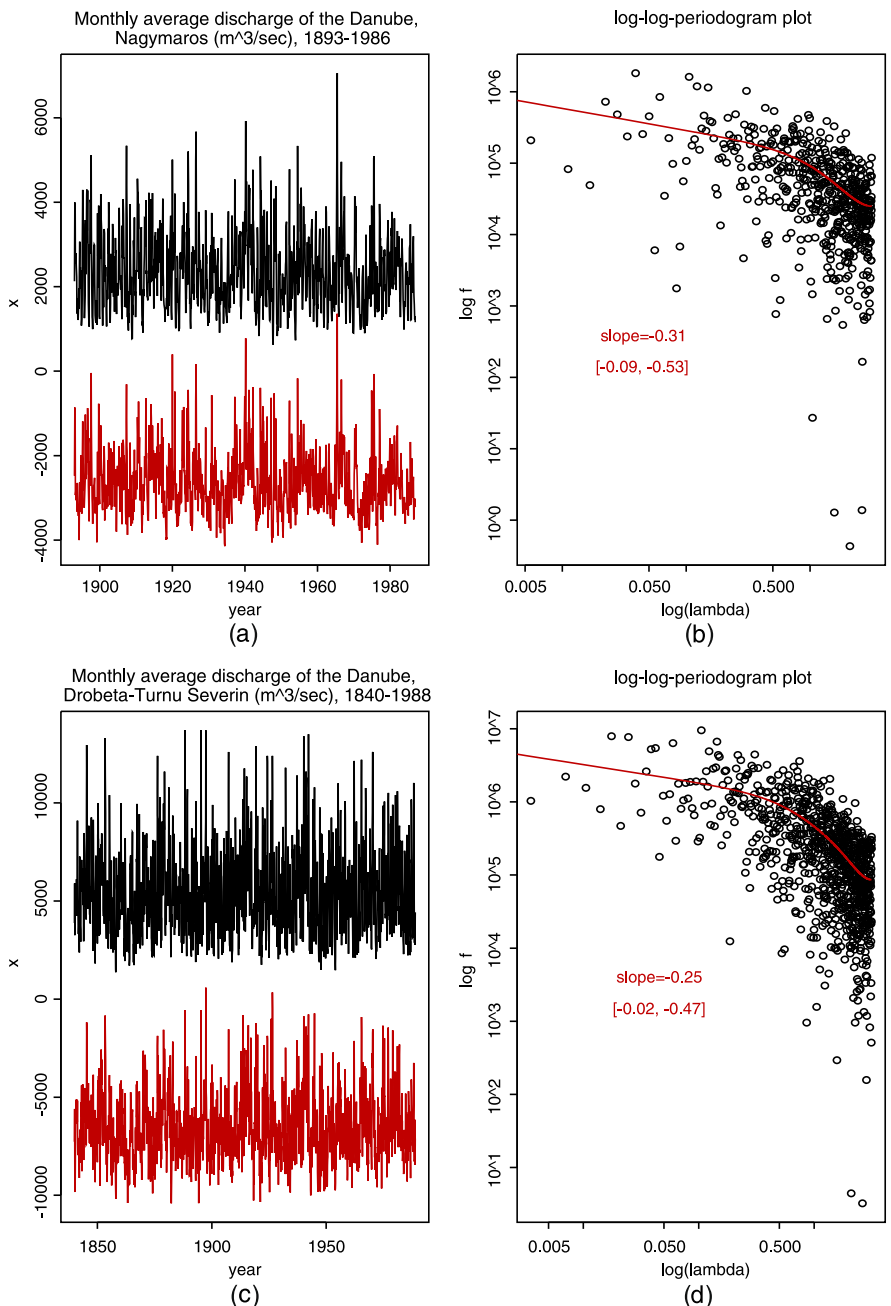 Monthly average discharge of the Danube,
Nagymaros (m^3/sec), 1893-1986
x
6000
4000
2000
0
-2000
-4000
1900
1920
1940
1960
1980
year
(a)
log-log-periodogram plot
log f
10^6
10^5
10^4
10^3
10^2
10^1
10^0
slope=-0.31
[-0.09, -0.53]
0.005
0.050
0.500
log(lambda)
(b)
Monthly average discharge of the Danube,
Drobeta-Turnu Severin (m^3/sec), 1840-1988
x
10000
5000
0
-5000
-10000
1850
1900
1950
year
(c)
log-log-periodogram plot
log f
10^7
10^6
10^5
10^4
10^3
10^2
10^1
slope=-0.25
[-0.02, -0.47]
0.005
0.050
0.500
log(lambda)
(d)